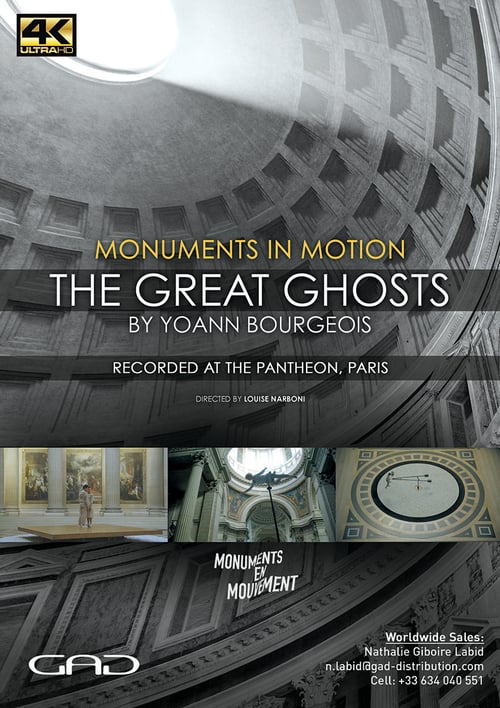 4K
ULTRAHD
MONUMENTS IN MOTION
THE GREAT GHOSTS
BY YOANN BOURGEOIS
RECORDED AT THE PANTHEON, PARIS
DIRECTED BY LOUISE NARBONI
MONUMENTS
EN
MOUVEMENT
GAD
Worldwide Sales:
Nathalie Giboire Labid
n.labid@gad-distribution.com
Cell: +33 634 040 551